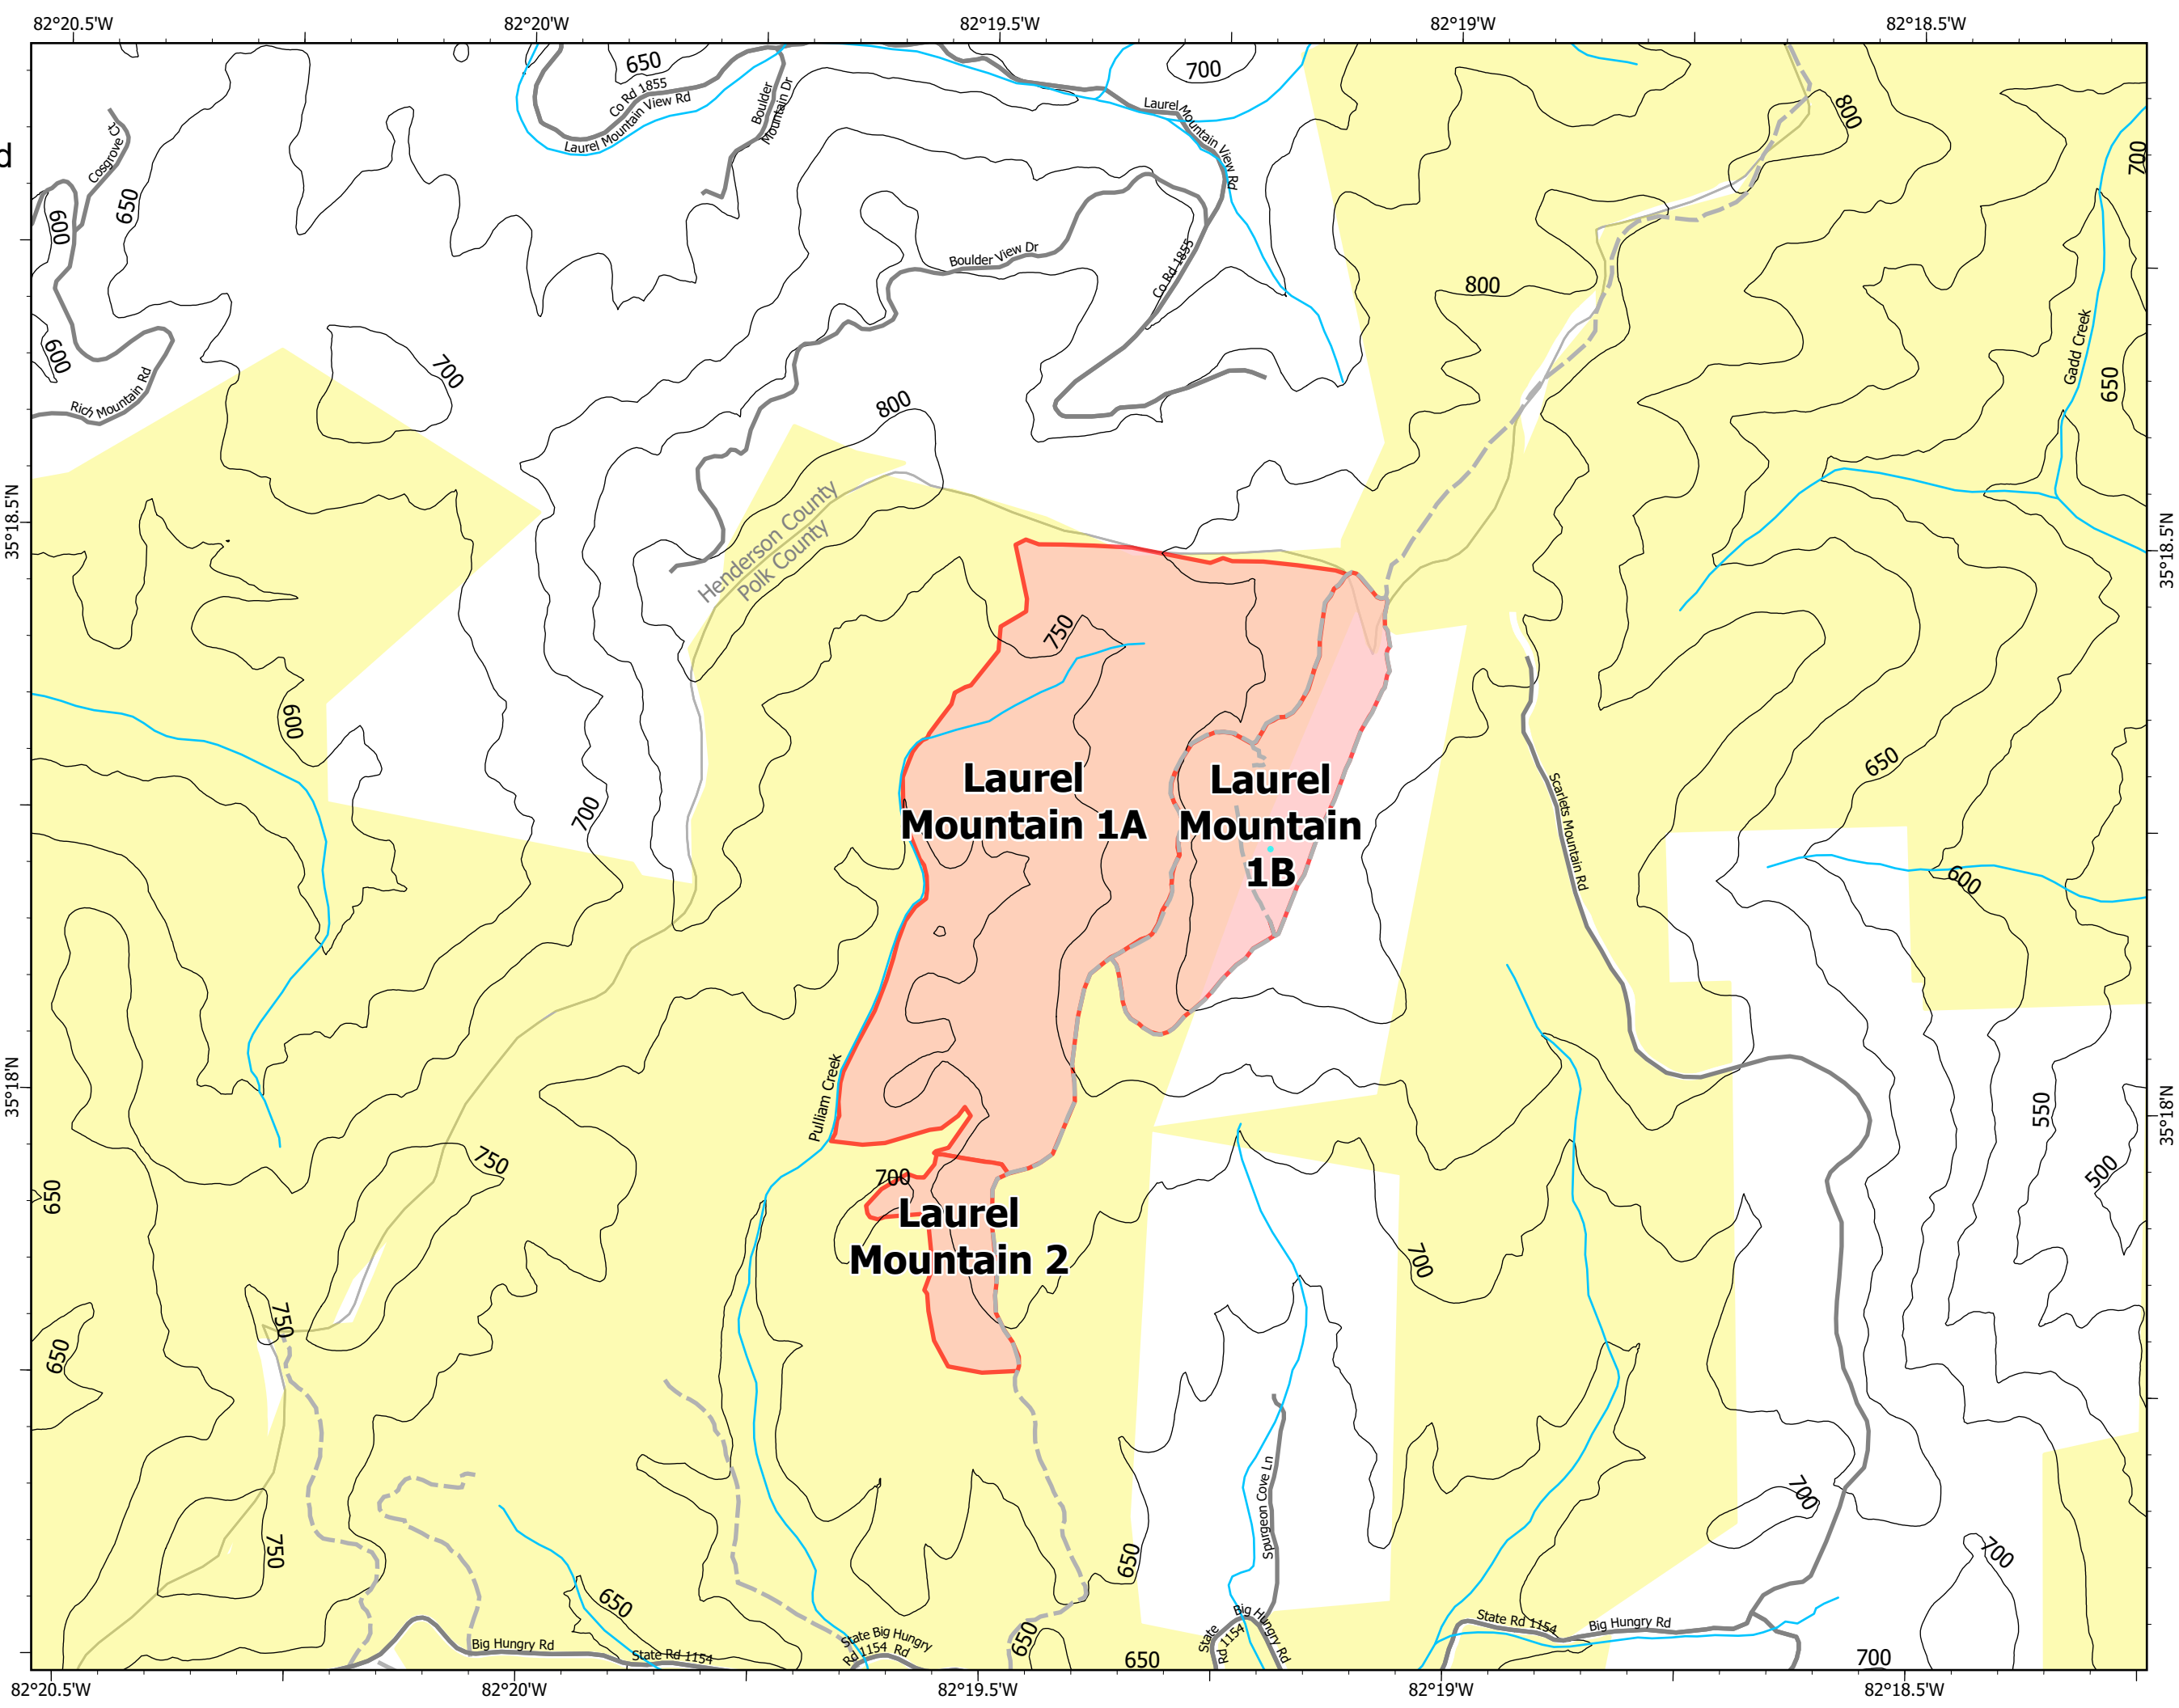 82°20.5'W
82°20'W
82°19.5'W
82°19'W
82°18.5'W
d
650
700
800
700
Co Rd 1855
Laurel Mountain View Rd
Boulder
Mountain Dr
Laurel Mountain View Rd
Cosgrove Ct
650
600
Boulder View Dr
Co Rd 1855
800
600
Rich Mountain Rd
700
800
Gadd Creek
650
35°18.5'N
35°18.5'N
Henderson County
Polk County
750
600
700
650
Scarlets Mountain Rd
600
Laurel
Mountain 1A
Laurel
Mountain
1B
35°18'N
35°18'N
Pulliam Creek
550
500
750
650
700
Laurel
Mountain 2
700
750
650
750
Spurgeon Cove Ln
700
700
650
650
650
650
700
Big Hungry Rd
State Rd 1154
State Big Hungry
Rd 1154 Rd
State
Rd 1154
Big Hungry Rd
State Rd 1154
Big Hungry Rd
82°20.5'W
82°20'W
82°19.5'W
82°19'W
82°18.5'W